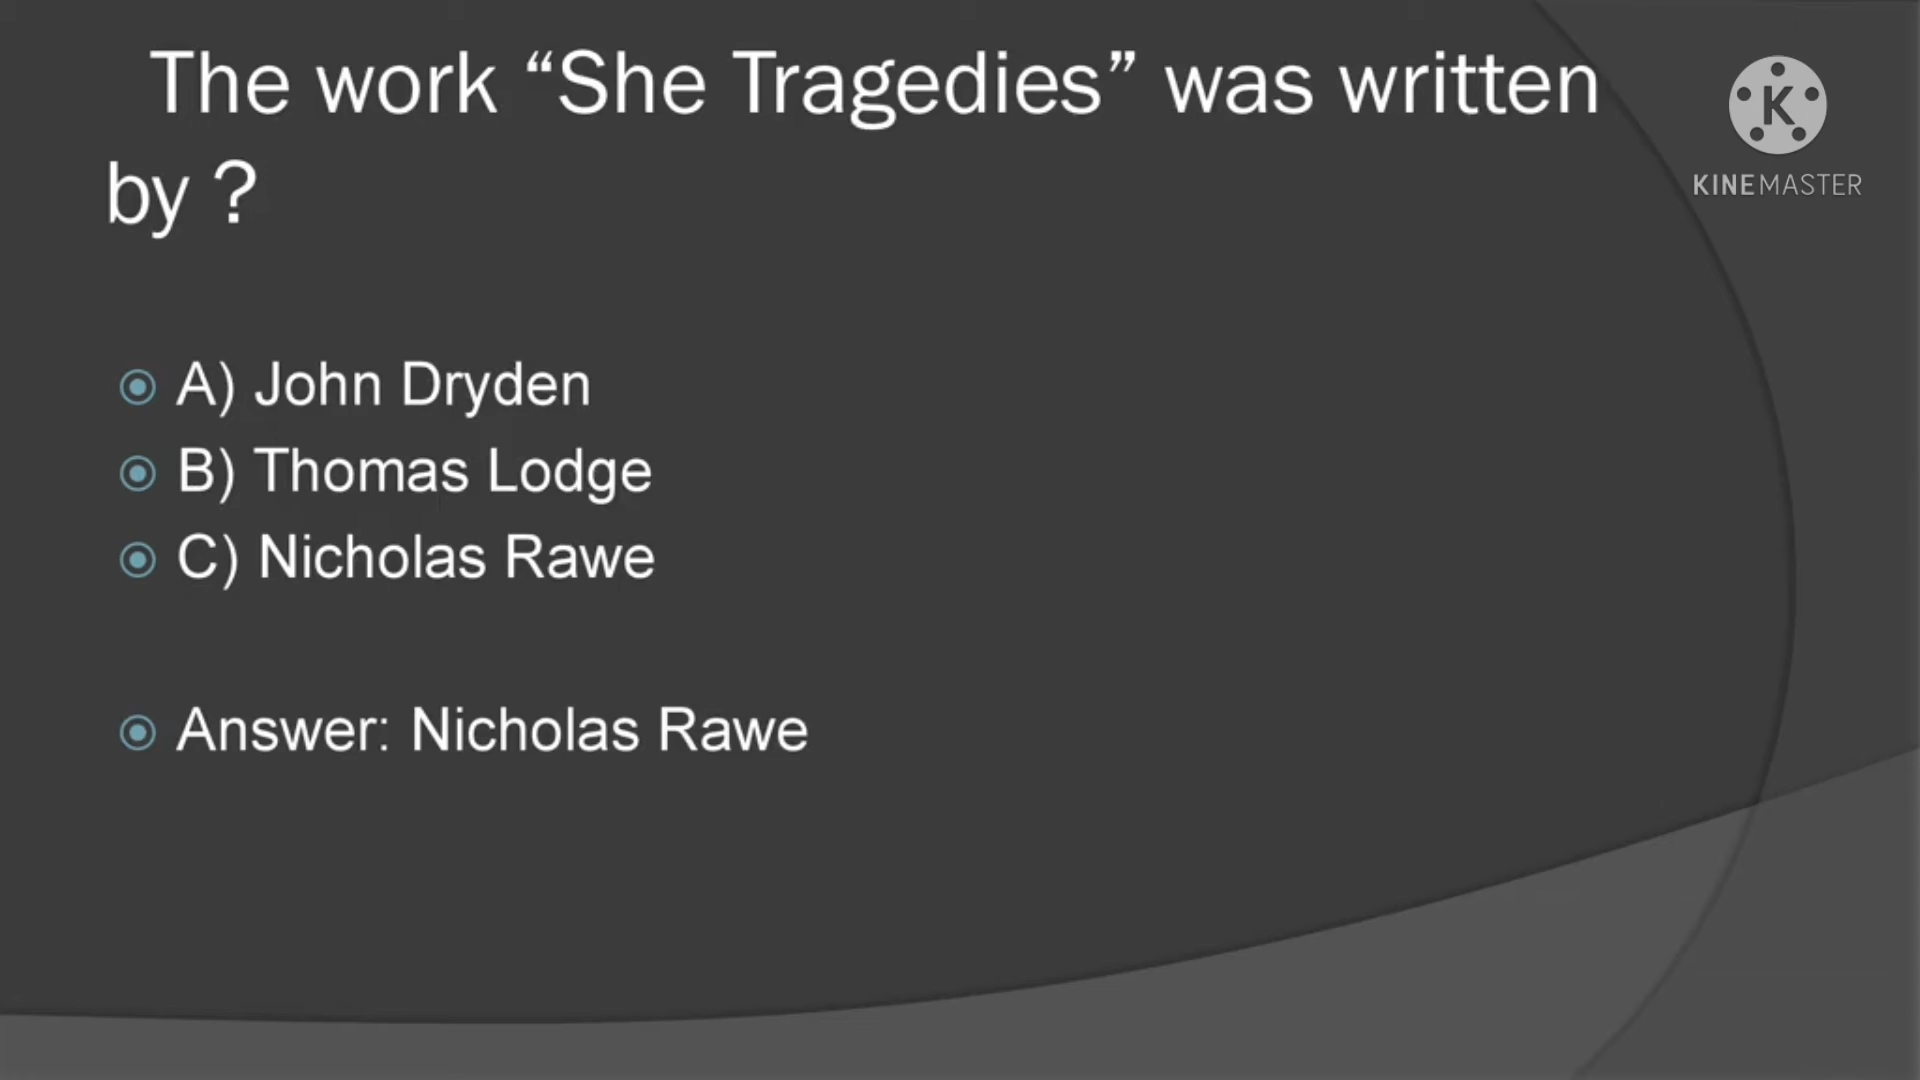 The work “She Tragedies” was written
by ?
KINEMASTER
A) John Dryden
B) Thomas Lodge
C) Nicholas Rawe
Answer: Nicholas Rawe